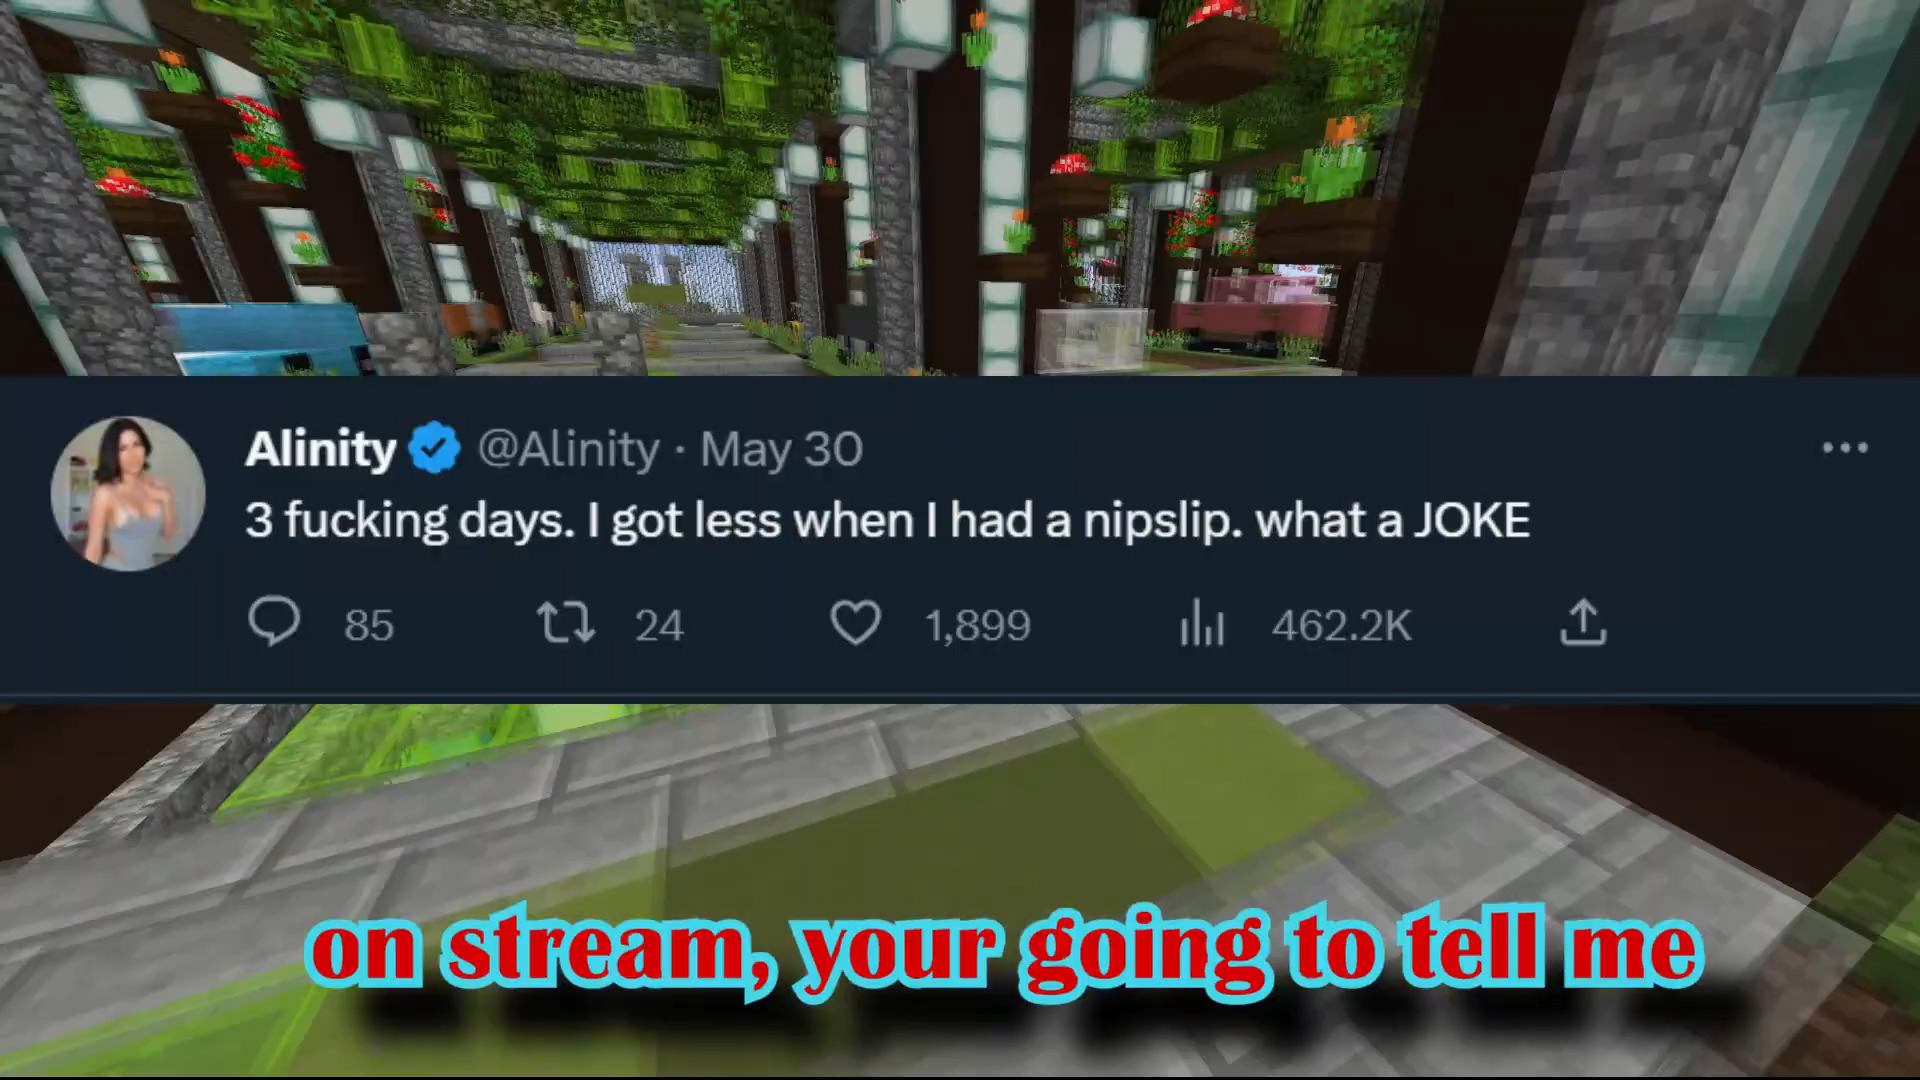 Alinity @Alinity · May 30
3 fucking days. I got less when I had a nipslip. what a JOKE
85 24 1,899 462.2K
on stream, your going to tell me